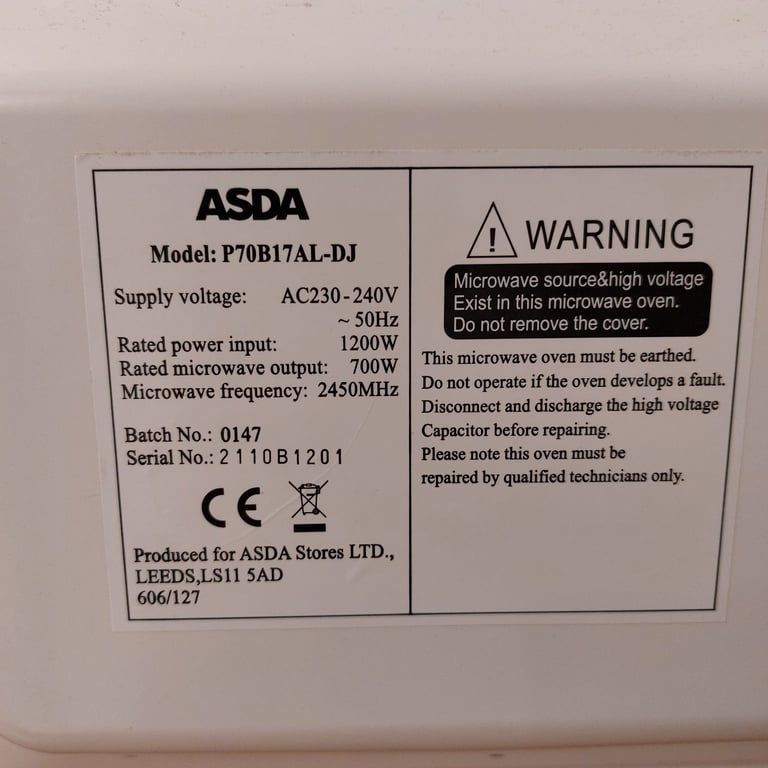 ASDA
Model: P70B17AL-DJ
Supply voltage: AC230-240V
~ 50Hz
Rated power input: 1200W
Rated microwave output: 700W
Microwave frequency: 2450MHz
Batch No.: 0147
Serial No.: 2110B1201
CE
Produced for ASDA Stores LTD.,
LEEDS,LS11 5AD
606/127
! WARNING
Microwave source&high voltage
Exist in this microwave oven.
Do not remove the cover.
This microwave oven must be earthed.
Do not operate if the oven develops a fault.
Disconnect and discharge the high voltage
Capacitor before repairing.
Please note this oven must be
repaired by qualified technicians only.